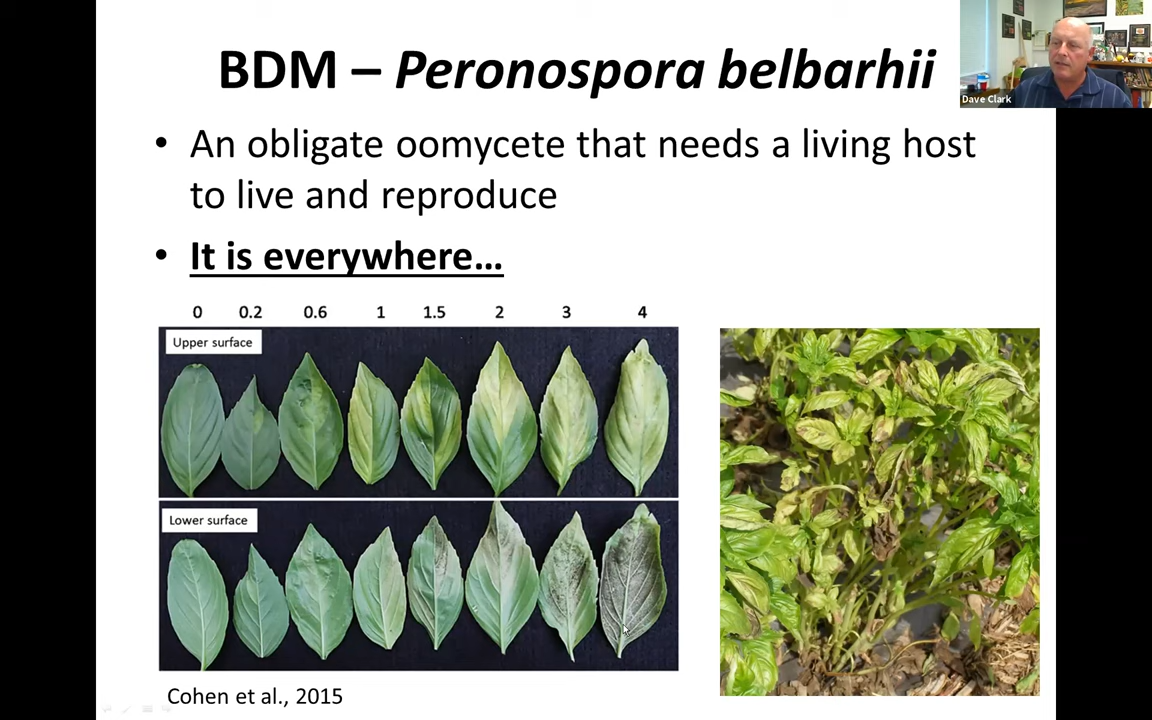 BDM – Peronospora belbarhii
Dave Clark
• An obligate oomycete that needs a living host
to live and reproduce
• It is everywhere...
0 0.2 0.6 1 1.5 2 3 4
Upper surface
Lower surface
Cohen et al., 2015